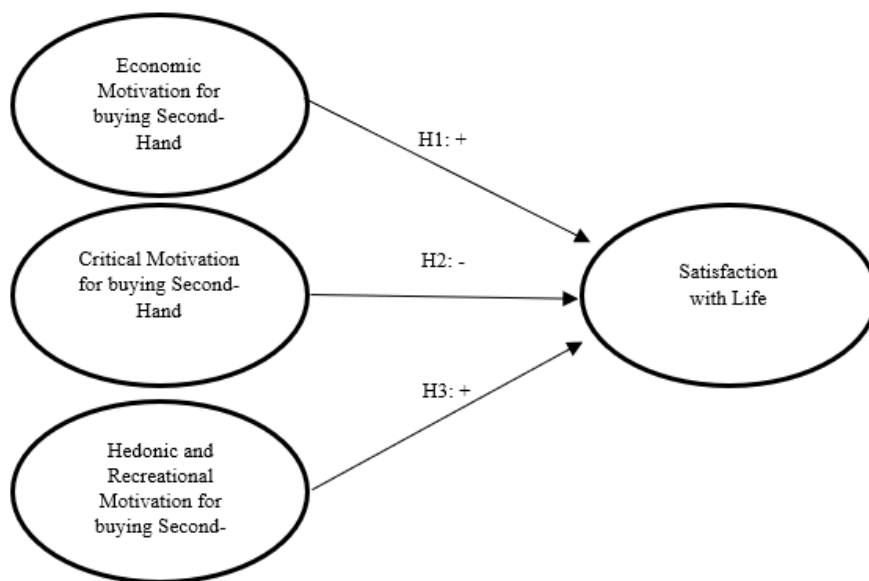 Economic
Motivation for
buying Second-
Hand
H1: +
Critical Motivation
for buying Second-
Hand
H2: -
Satisfaction
with Life
H3: +
Hedonic and
Recreational
Motivation for
buying Second-